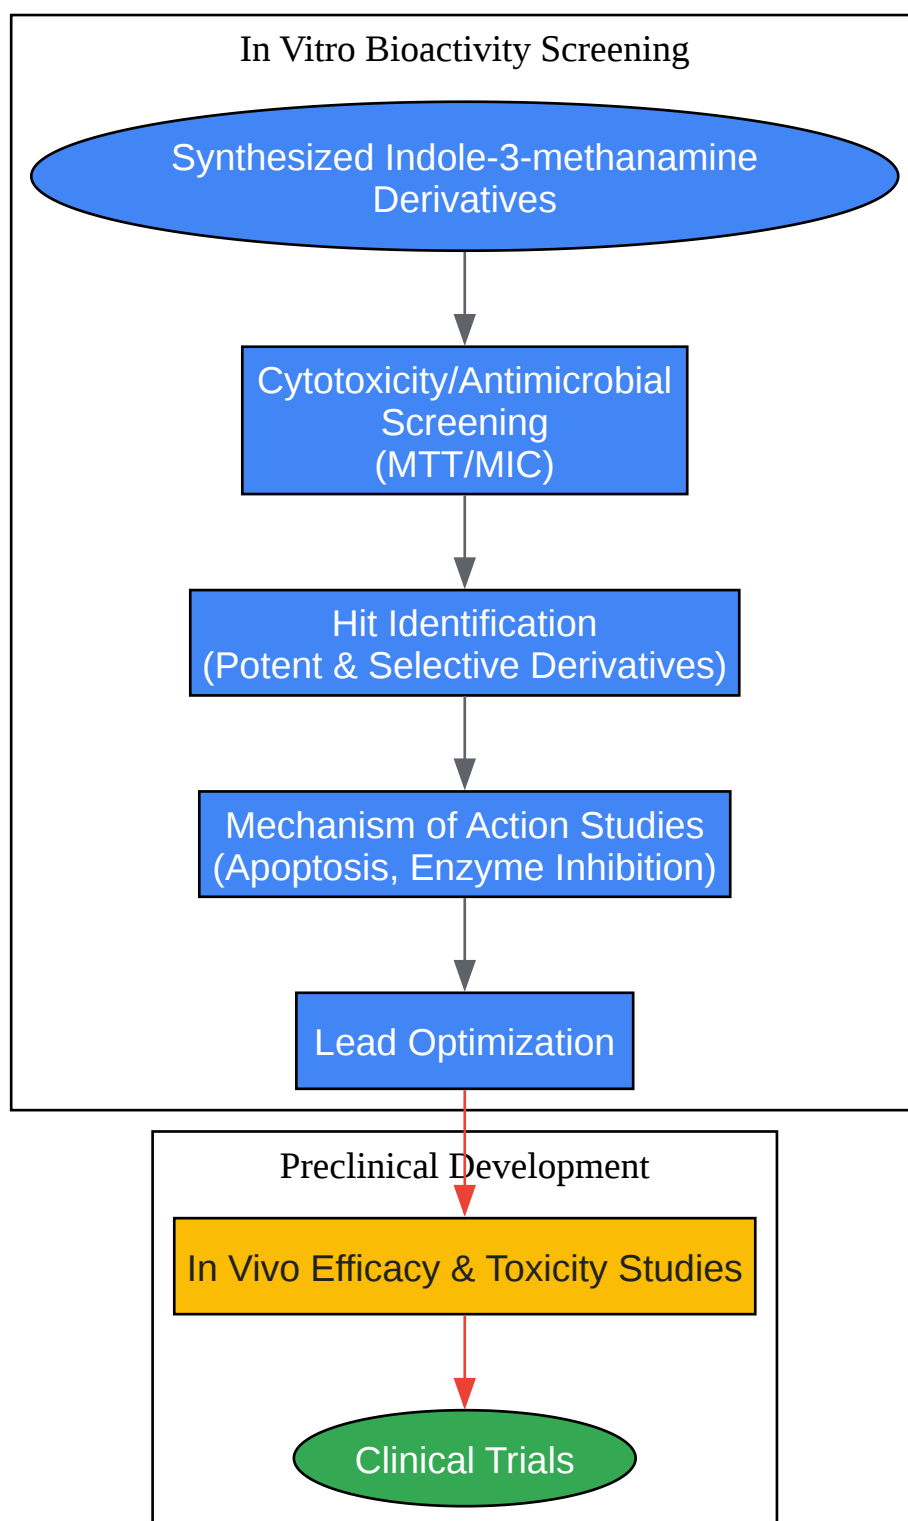 In Vitro Bioactivity Screening
Synthesized Indole-3-methanamine
Derivatives
Cytotoxicity/Antimicrobial
Screening
(MTT/MIC)
Hit Identification
(Potent & Selective Derivatives)
Mechanism of Action Studies
(Apoptosis, Enzyme Inhibition)
Lead Optimization
Preclinical Development
In Vivo Efficacy & Toxicity Studies
Clinical Trials